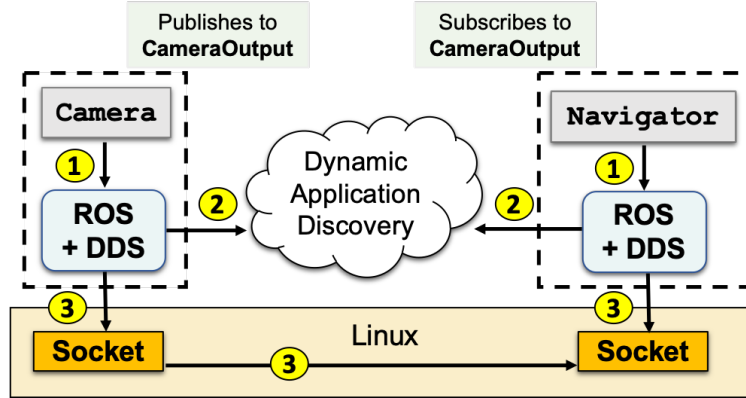 Publishes to
CameraOutput
Subscribes to
CameraOutput
Camera
Navigator
1
1
Dynamic
Application
Discovery
ROS
+ DDS
2
2
ROS
+ DDS
3
3
Linux
Socket
3
Socket